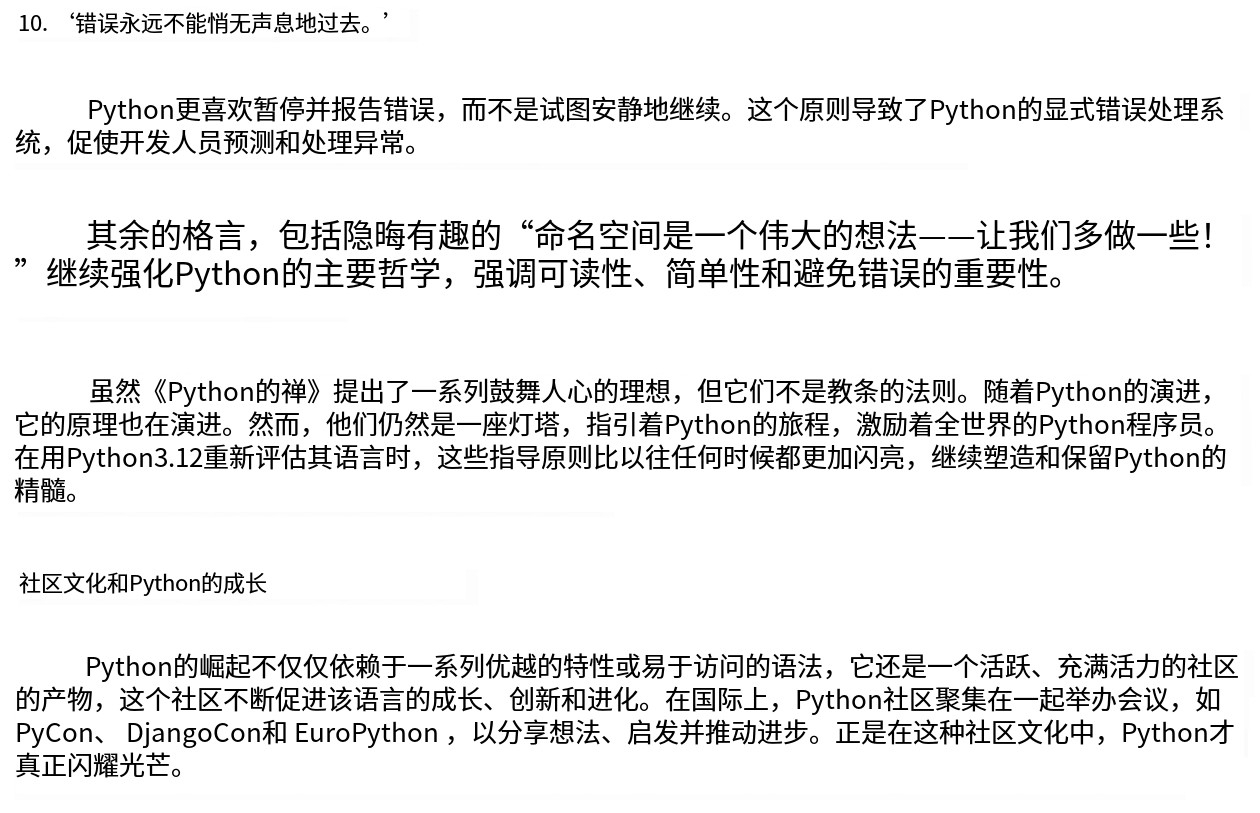 10. ‘错误永远不能悄无声息地过去。’
Python更喜欢暂停并报告错误，而不是试图安静地继续。这个原则导致了Python的显式错误处理系
统，促使开发人员预测和处理异常。
其余的格言，包括隐晦有趣的“命名空间是一个伟大的想法——让我们多做一些！
”继续强化Python的主要哲学，强调可读性、简单性和避免错误的重要性。
虽然《Python的禅》提出了一系列鼓舞人心的理想，但它们不是教条的法则。随着Python的演进，
它的原理也在演进。然而，他们仍然是一座灯塔，指引着Python的旅程，激励着全世界的Python程序员。
在用Python3.12重新评估其语言时，这些指导原则比以往任何时候都更加闪亮，继续塑造和保留Python的
精髓。
社区文化和Python的成长
Python的崛起不仅仅依赖于一系列优越的特性或易于访问的语法，它还是一个活跃、充满活力的社区
的产物，这个社区不断促进该语言的成长、创新和进化。在国际上，Python社区聚集在一起举办会议，如
PyCon、 DjangoCon和 EuroPython ，以分享想法、启发并推动进步。正是在这种社区文化中，Python才
真正闪耀光芒。